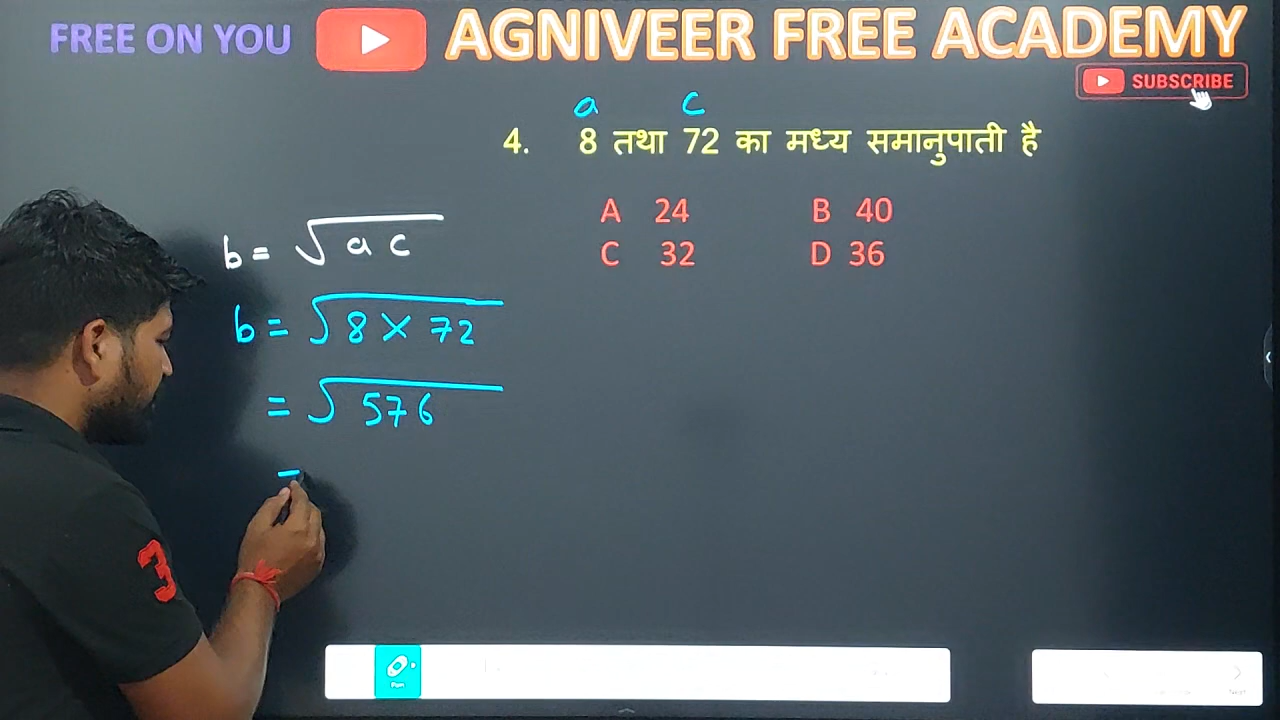 FREE ON YOU
AGNIVEER FREE ACADEMY
SUBSCRIBE
a c
4. 8 तथा 72 का मध्य समानुपाती है
A 24 B 40
C 32 D 36
b = √ a c
b = √ 8 × 72
= √ 576
3